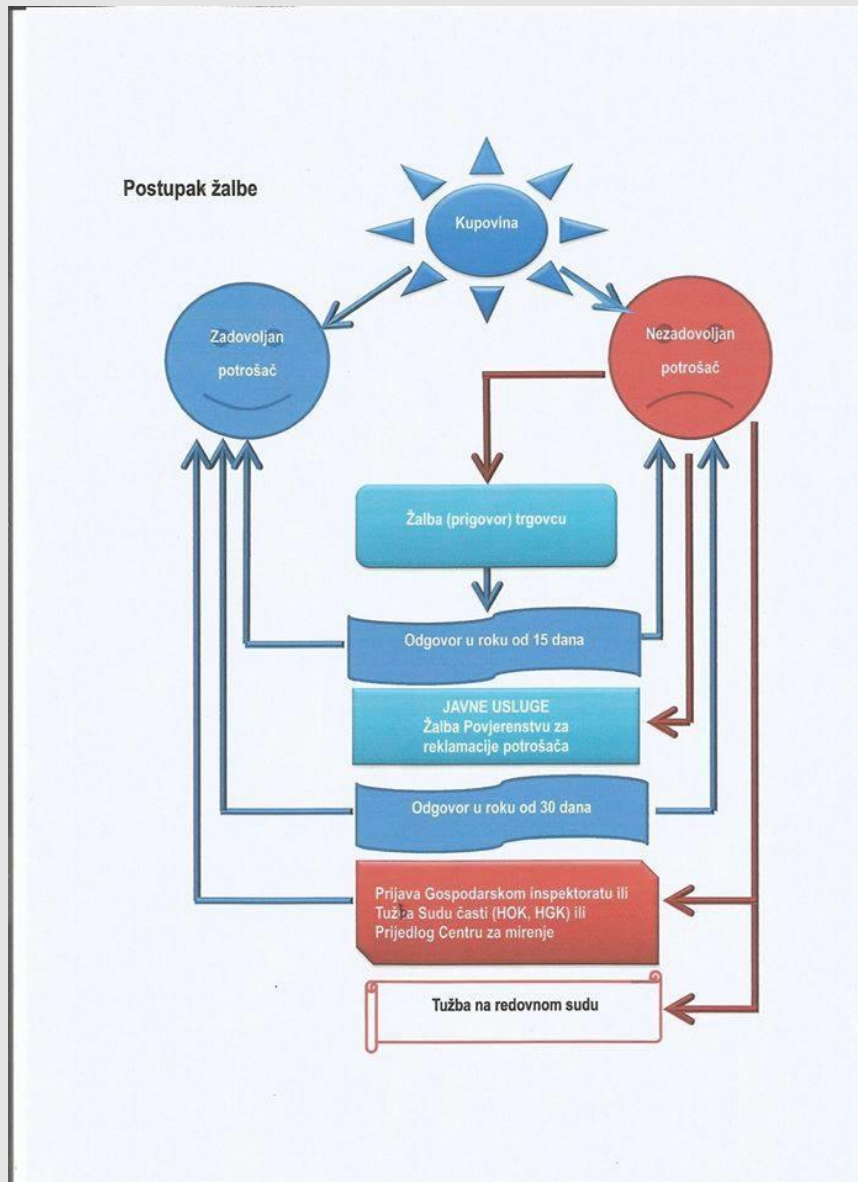 Postupak žalbe
Kupovina
Zadovoljan
potrošač
Nezadovoljan
potrošač
Žalba (prigovor) trgovcu
Odgovor u roku od 15 dana
JAVNE USLUGE
Žalba Povjerenstvu za
reklamacije potrošača
Odgovor u roku od 30 dana
Prijava Gospodarskom inspektoratu ili
Tužba Sudu časti (HOK, HGK) ili
Prijedlog Centru za mirenje
Tužba na redovnom sudu